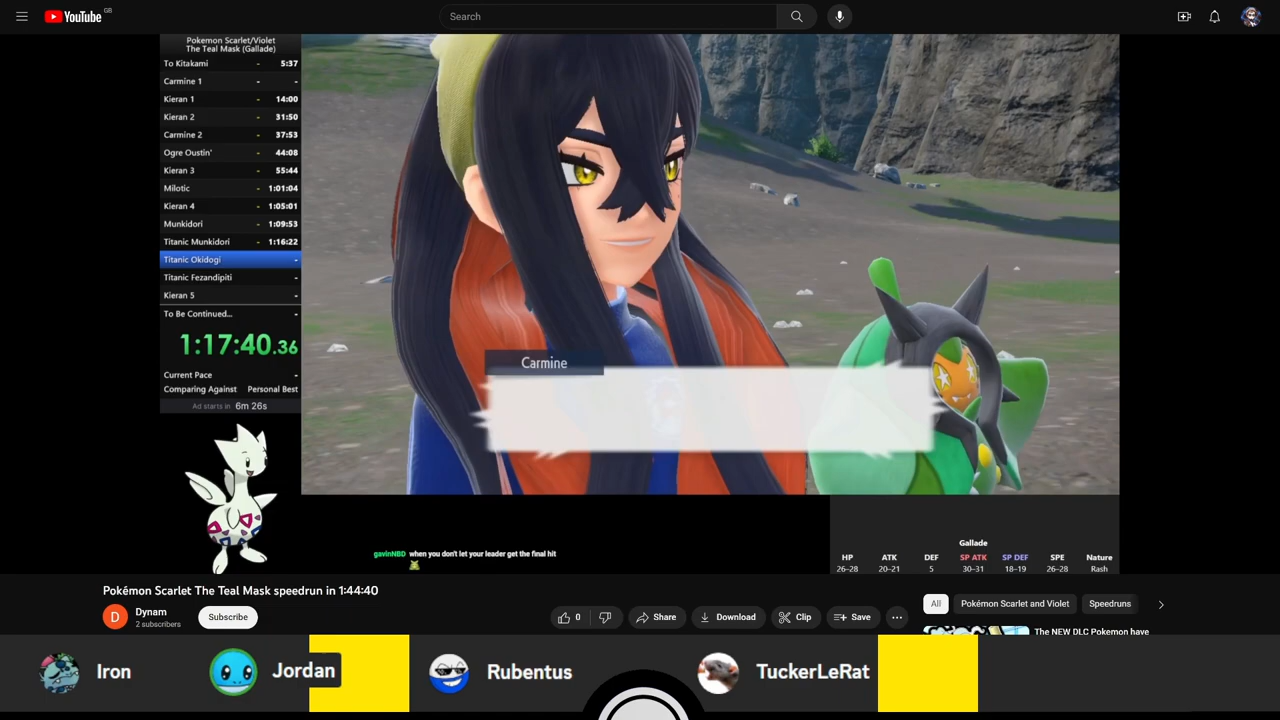 YouTube GB
Search
Pokemon Scarlet/Violet
The Teal Mask (Gallade)
To Kitakami - 5:37
Carmine 1 - -
Kieran 1 - 14:00
Kieran 2 - 31:50
Carmine 2 - 37:53
Ogre Oustin' - 44:08
Kieran 3 - 55:44
Milotic - 1:01:04
Kieran 4 - 1:05:01
Munkidori - 1:09:53
Titanic Munkidori - 1:16:22
Titanic Okidogi -
Titanic Fezandipiti -
Kieran 5 -
To Be Continued... -
1:17:40.36
Current Pace -
Comparing Against Personal Best
Ad starts in 6m 26s
Carmine
gavinNBD when you don't let your leader get the final hit
Gallade
HP ATK DEF SP ATK SP DEF SPE Nature
26-28 20-21 5 30-31 18-19 26-28 Rash
Pokémon Scarlet The Teal Mask speedrun in 1:44:40
D Dynam
2 subscribers
Subscribe
0 Share Download Clip Save
All Pokémon Scarlet and Violet Speedruns
The NEW DLC Pokemon have
Iron Jordan Rubentus TuckerLeRat